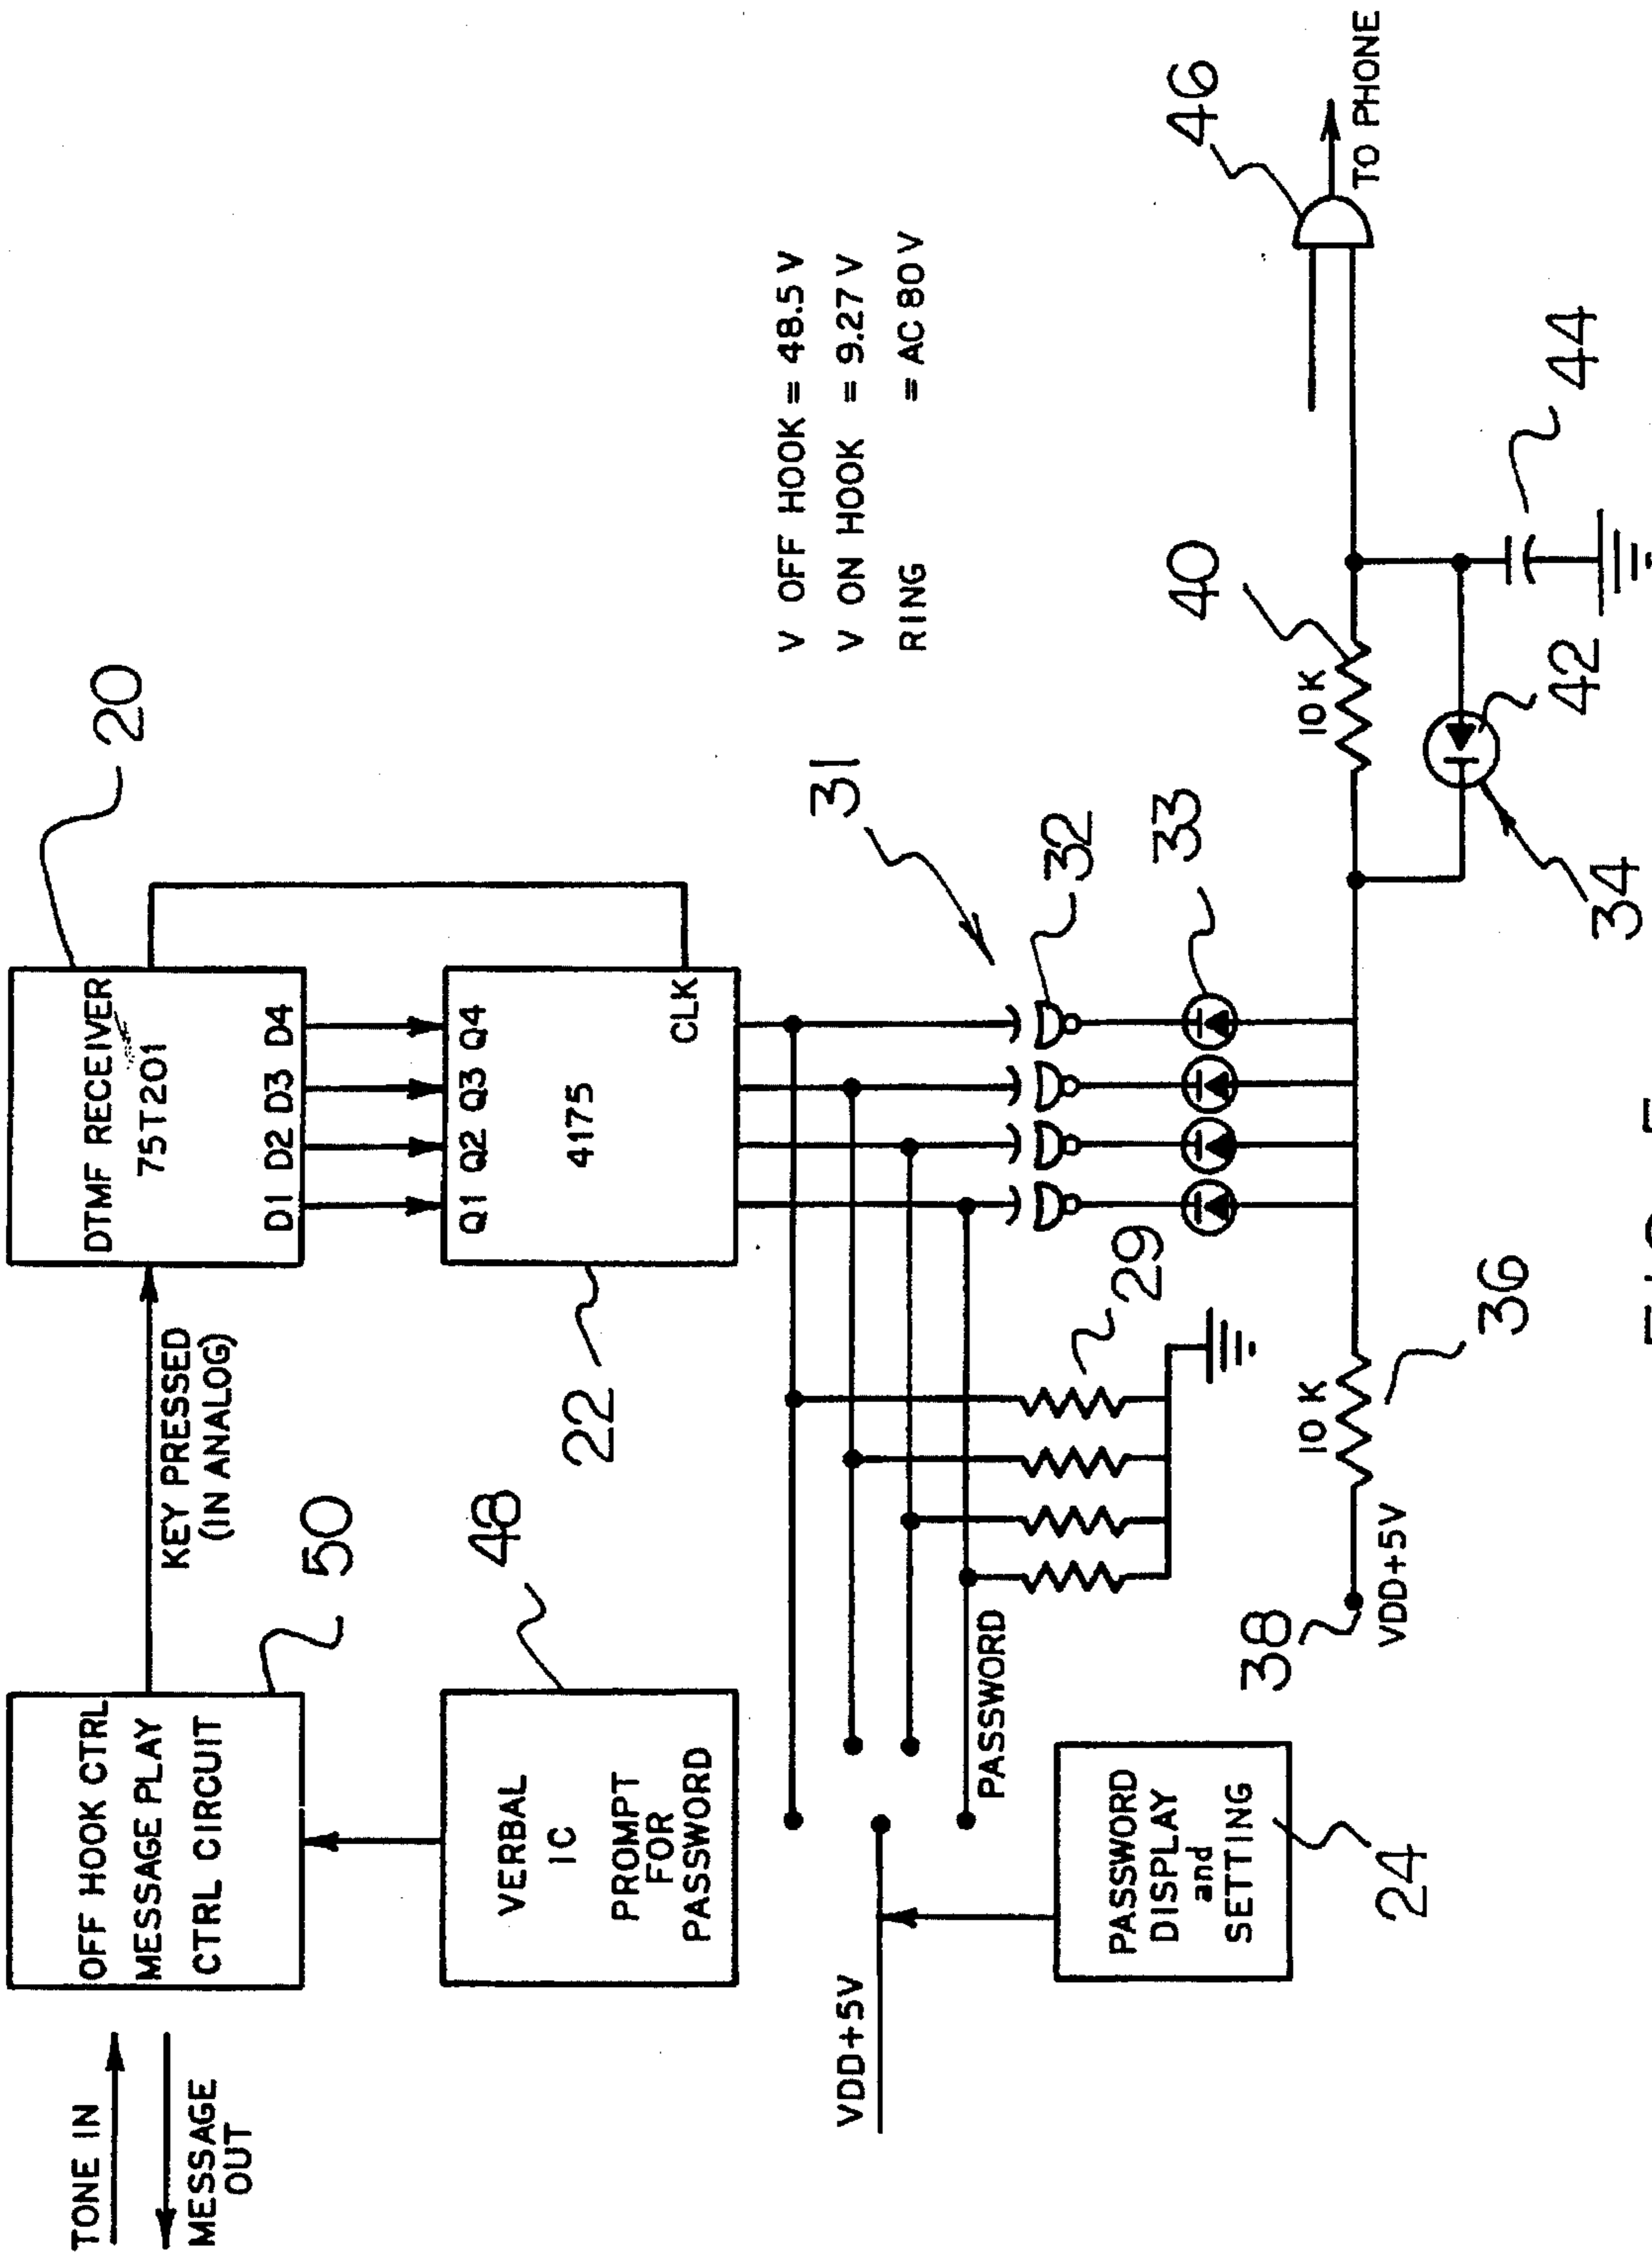 TONE IN
MESSAGE
OUT
OFF HOOK CTRL
MESSAGE PLAY
CTRL CIRCUIT
50
KEY PRESSED
(IN ANALOG)
DTMF RECEIVER
75T201
D1 D2 D3 D4
20
VERBAL
IC
PROMPT
FOR
PASSWORD
48
Q1 Q2 Q3 Q4
4175
CLK
22
V OFF HOOK = 48.5 V
V ON HOOK = 9.27 V
RING = AC 80 V
VDD+5V
PASSWORD
PASSWORD
DISPLAY
and
SETTING
24
29
31
32
33
38
VDD+5V
10 K
36
10 K
40
34
42
44
46
TO PHONE